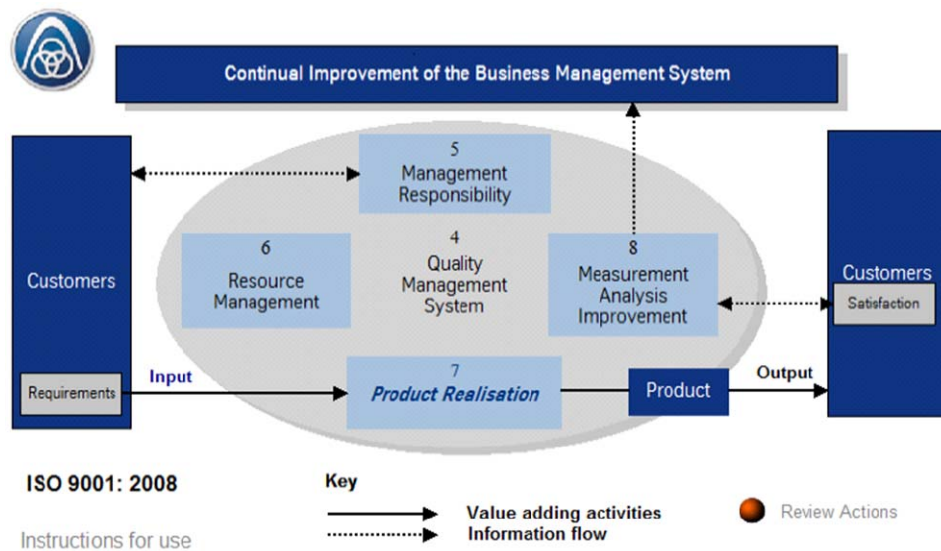 Continual Improvement of the Business Management System
5
Management
Responsibility
6
Resource
Management
4
Quality
Management
System
8
Measurement
Analysis
Improvement
Customers
Customers
Satisfaction
Requirements
Input
7
Product Realisation
Product
Output
ISO 9001: 2008
Key
Value adding activities
Information flow
Review Actions
Instructions for use